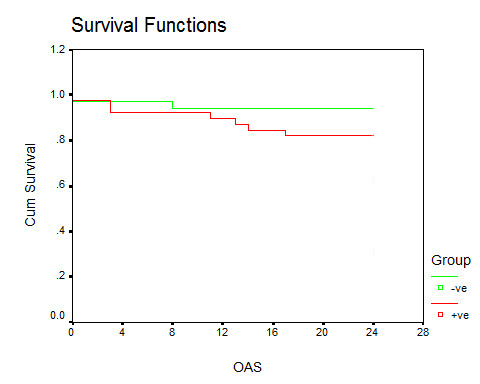 Survival Functions
1.2
1.0
.8
.6
.4
.2
0.0
Cum Survival
0 4 8 12 16 20 24 28
OAS
Group
-ve
+ve